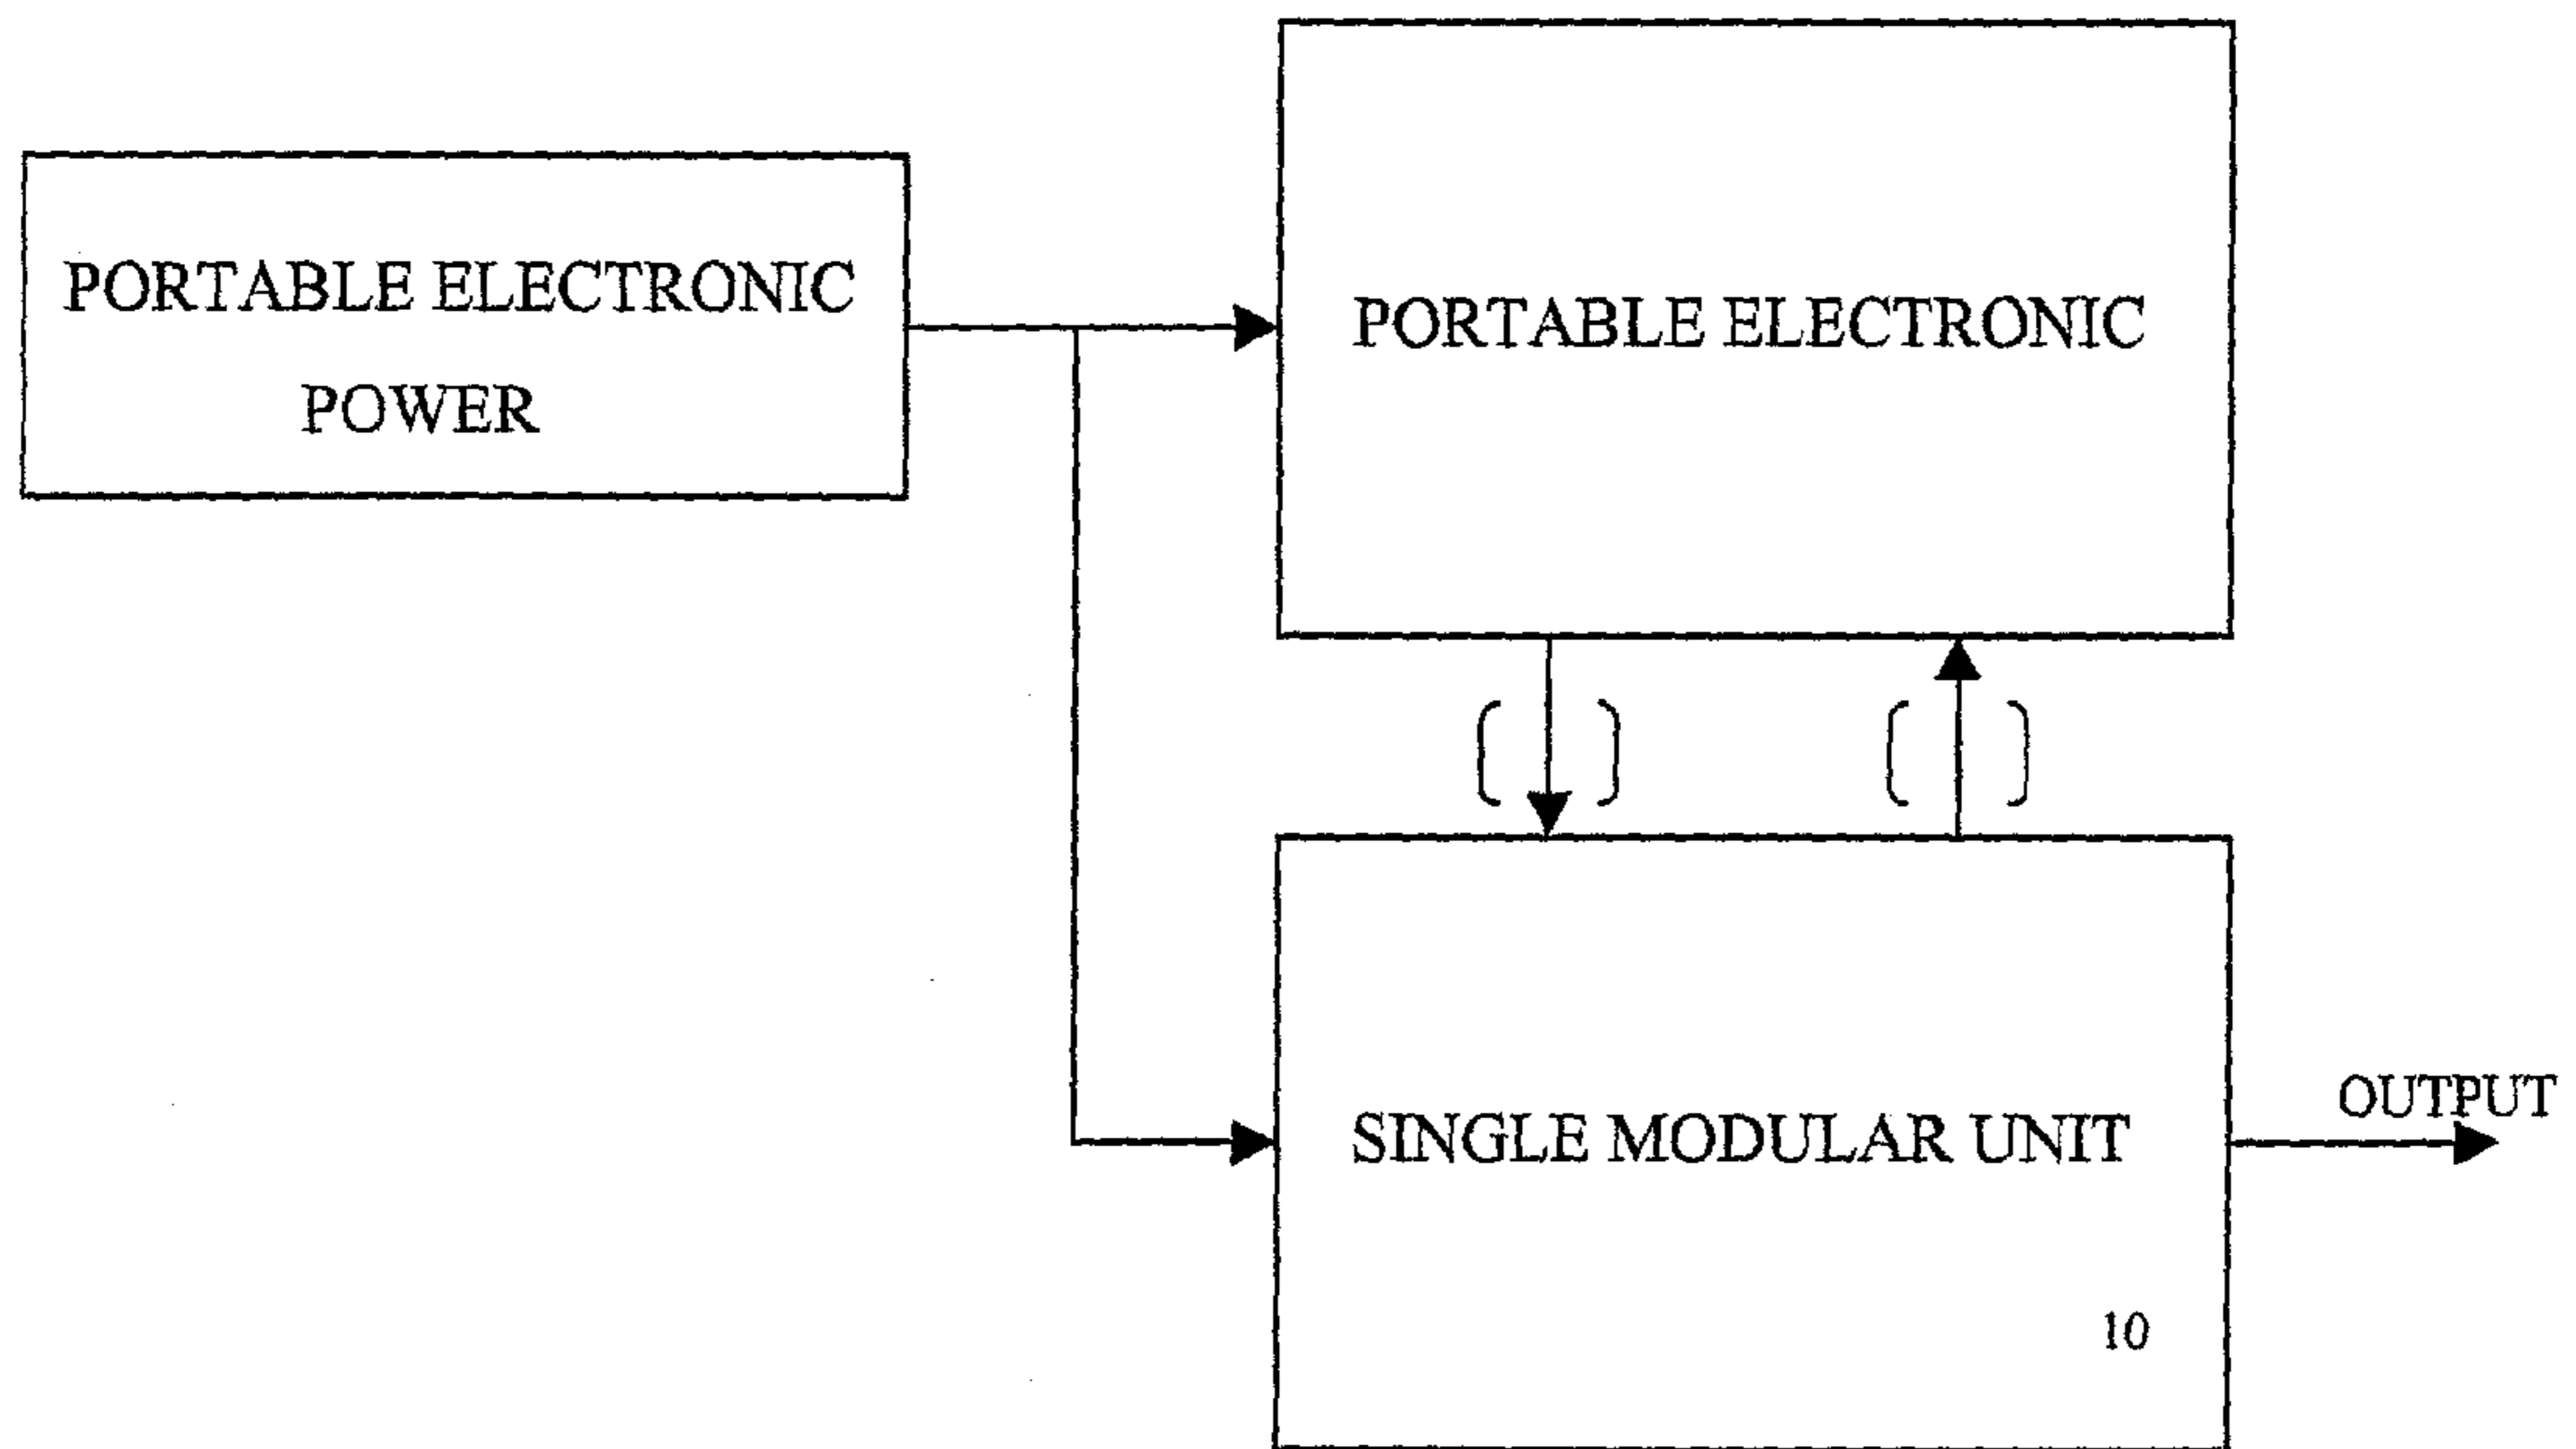 PORTABLE ELECTRONIC
POWER
PORTABLE ELECTRONIC
SINGLE MODULAR UNIT
OUTPUT
10